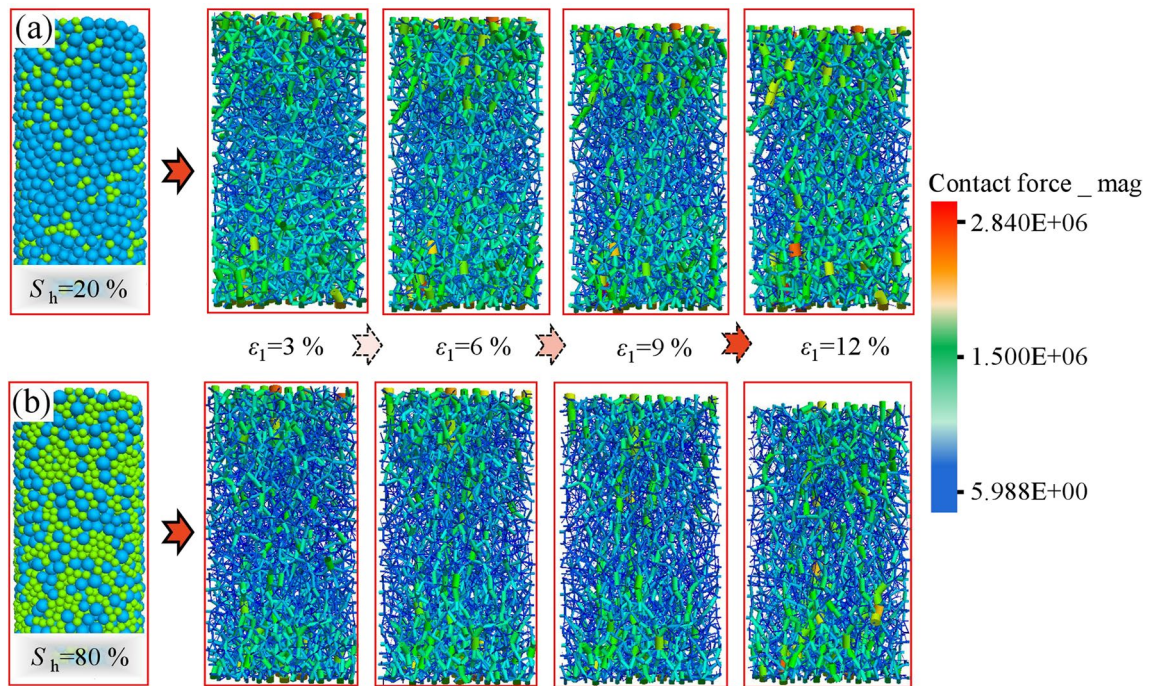 (a)
S h=20 %
Contact force _ mag
2.840E+06
1.500E+06
5.988E+00
ε1=3 %
ε1=6 %
ε1=9 %
ε1=12 %
(b)
S h=80 %